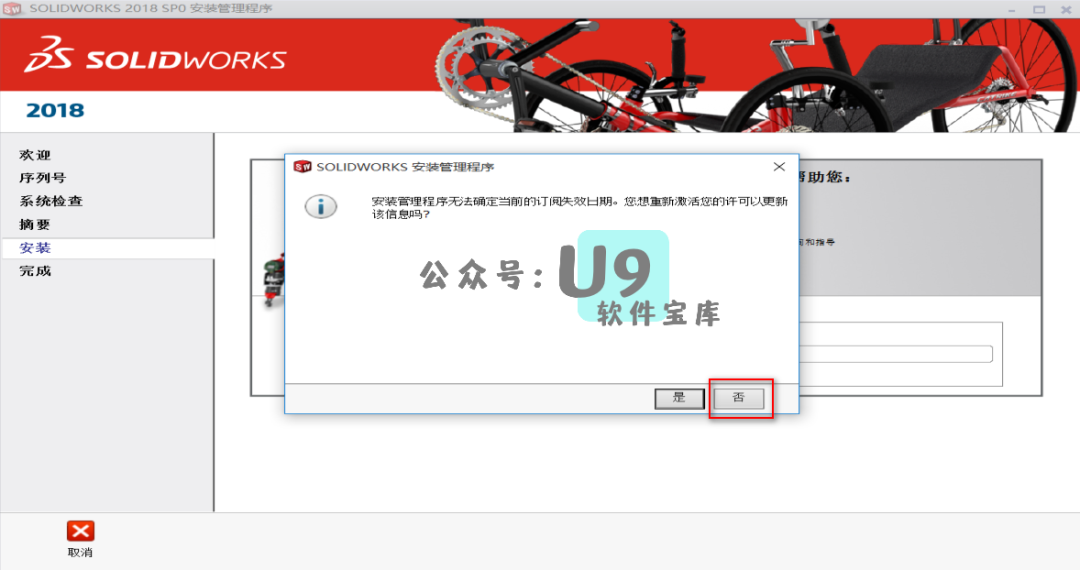 SOLIDWORKS 2018 SP0 安装管理程序
SOLIDWORKS
2018
欢迎
序列号
系统检查
摘要
安装
完成
SOLIDWORKS 安装管理程序
帮助您：
安装管理程序无法确定当前的订阅失效日期。您想重新激活您的许可以更新
该信息吗？
和指导
公众号:U9
软件宝库
是
否
取消